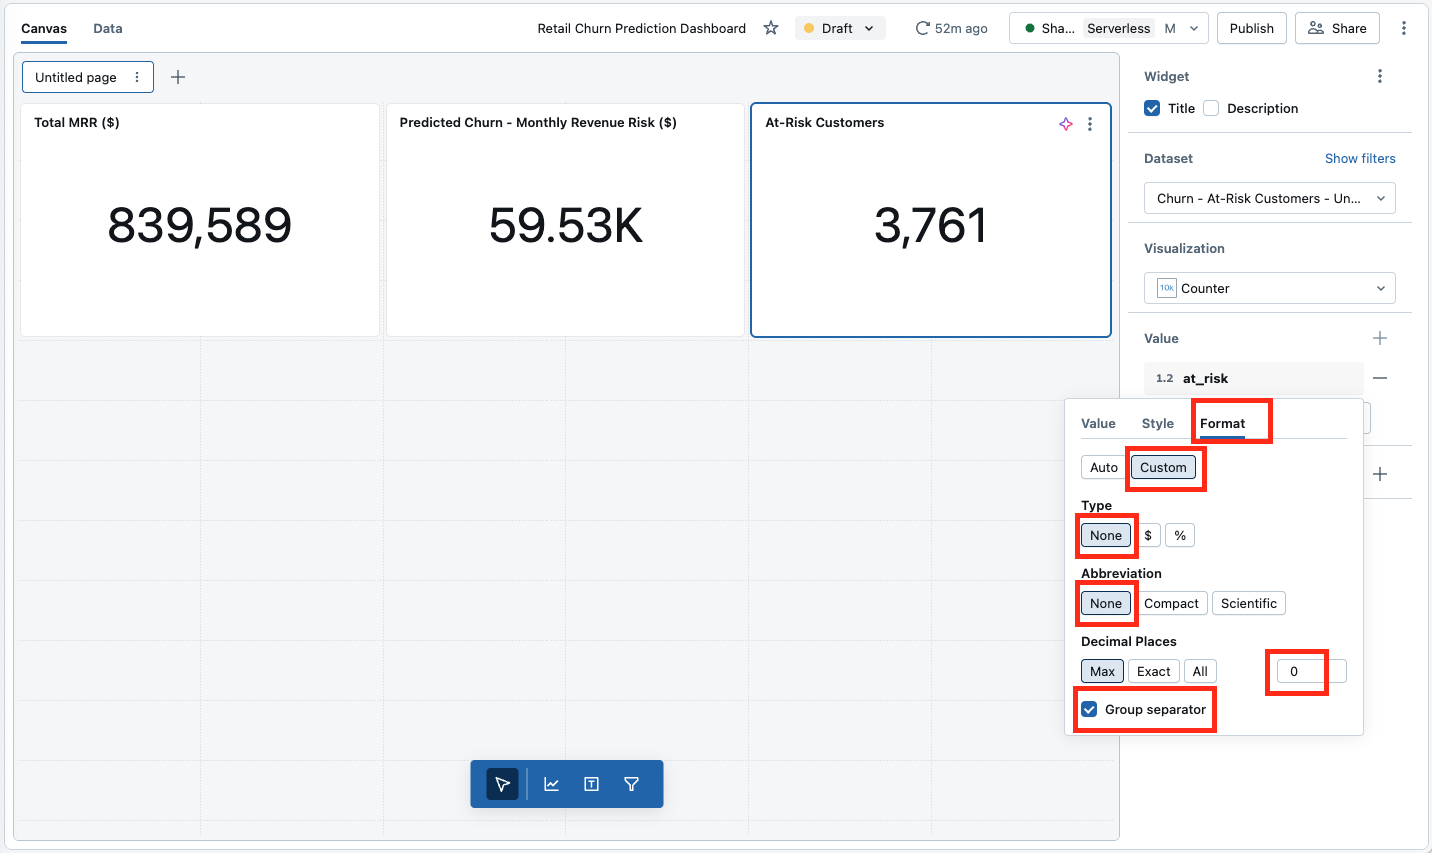 Canvas
Data
Retail Churn Prediction Dashboard
Draft
52m ago
Sha...
Serverless
M
Publish
Share
Untitled page
Total MRR ($)
839,589
Predicted Churn - Monthly Revenue Risk ($)
59.53K
At-Risk Customers
3,761
Widget
Title
Description
Dataset
Show filters
Churn - At-Risk Customers - Un...
Visualization
10k Counter
Value
1.2 at_risk
Value
Style
Format
Auto
Custom
Type
None
$
%
Abbreviation
None
Compact
Scientific
Decimal Places
Max
Exact
All
0
Group separator